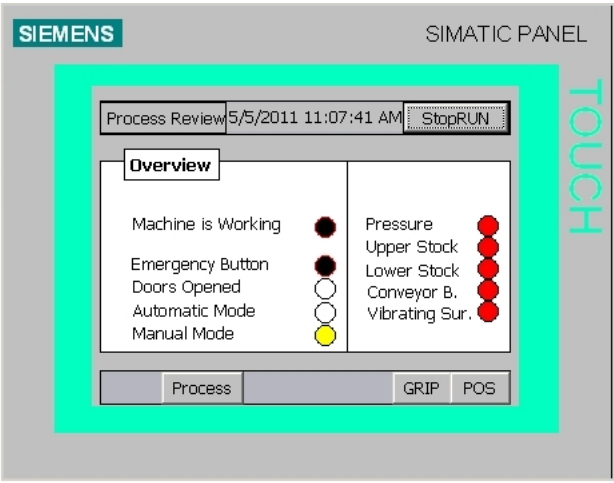 SIEMENS
SIMATIC PANEL
TOUCH
Process Review 5/5/2011 11:07:41 AM StopRUN
Overview
Machine is Working
Emergency Button
Doors Opened
Automatic Mode
Manual Mode
Pressure
Upper Stock
Lower Stock
Conveyor B.
Vibrating Sur.
Process GRIP POS